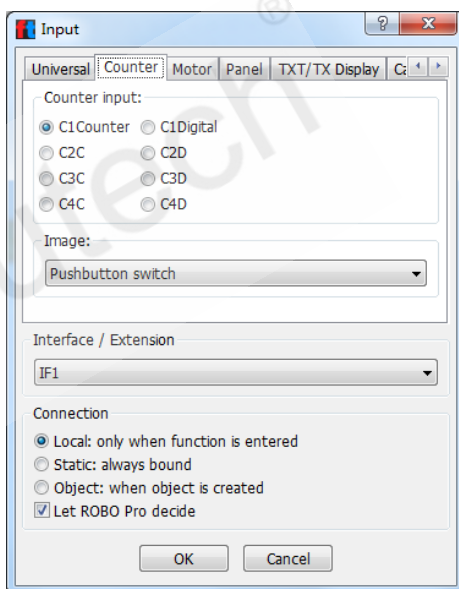 Input
Universal Counter Motor Panel TXT/TX Display
Counter input:
C1Counter C1Digital
C2C C2D
C3C C3D
C4C C4D
Image:
Pushbutton switch
Interface / Extension
IF1
Connection
Local: only when function is entered
Static: always bound
Object: when object is created
Let ROBO Pro decide
OK Cancel
utech
®